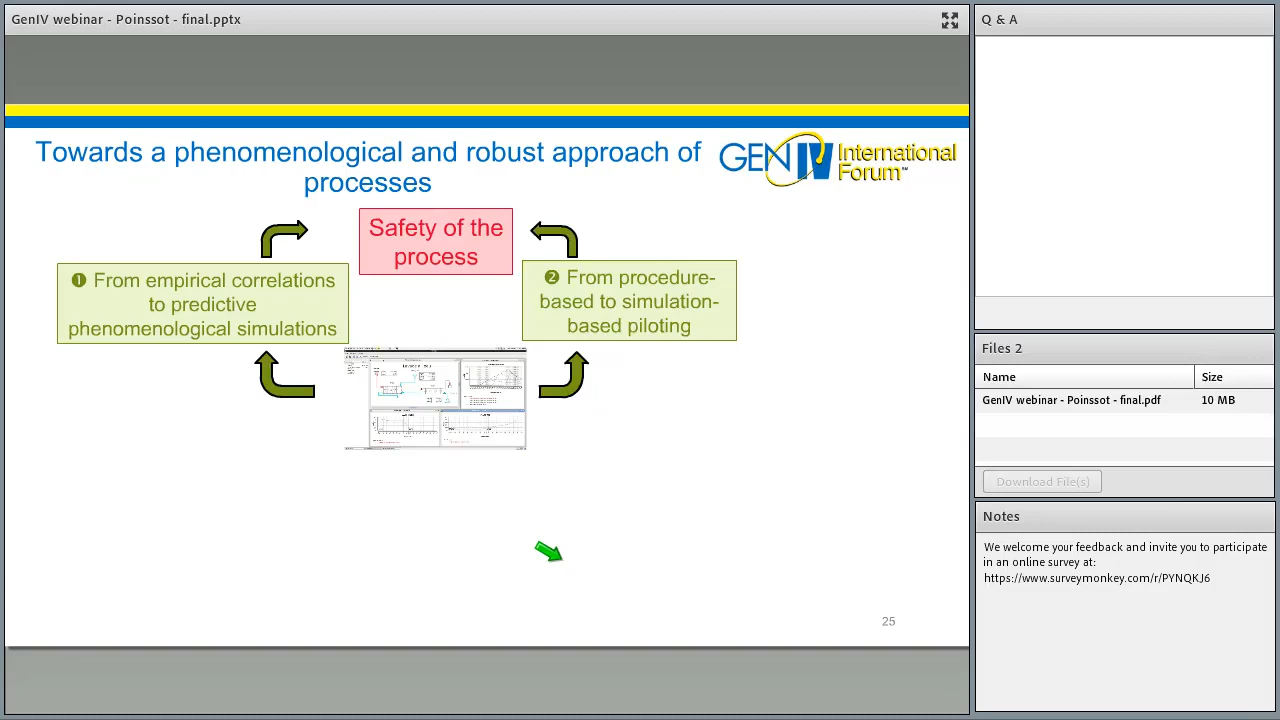 GenIV webinar - Poinssot - final.pptx
Towards a phenomenological and robust approach of
processes
GENIV International
Forum™
Safety of the
process
❶ From empirical correlations
to predictive
phenomenological simulations
❷ From procedure-
based to simulation-
based piloting
25
Q & A
Files 2
Name Size
GenIV webinar - Poinssot - final.pdf 10 MB
Download File(s)
Notes
We welcome your feedback and invite you to participate
in an online survey at:
https://www.surveymonkey.com/r/PYNQKJ6